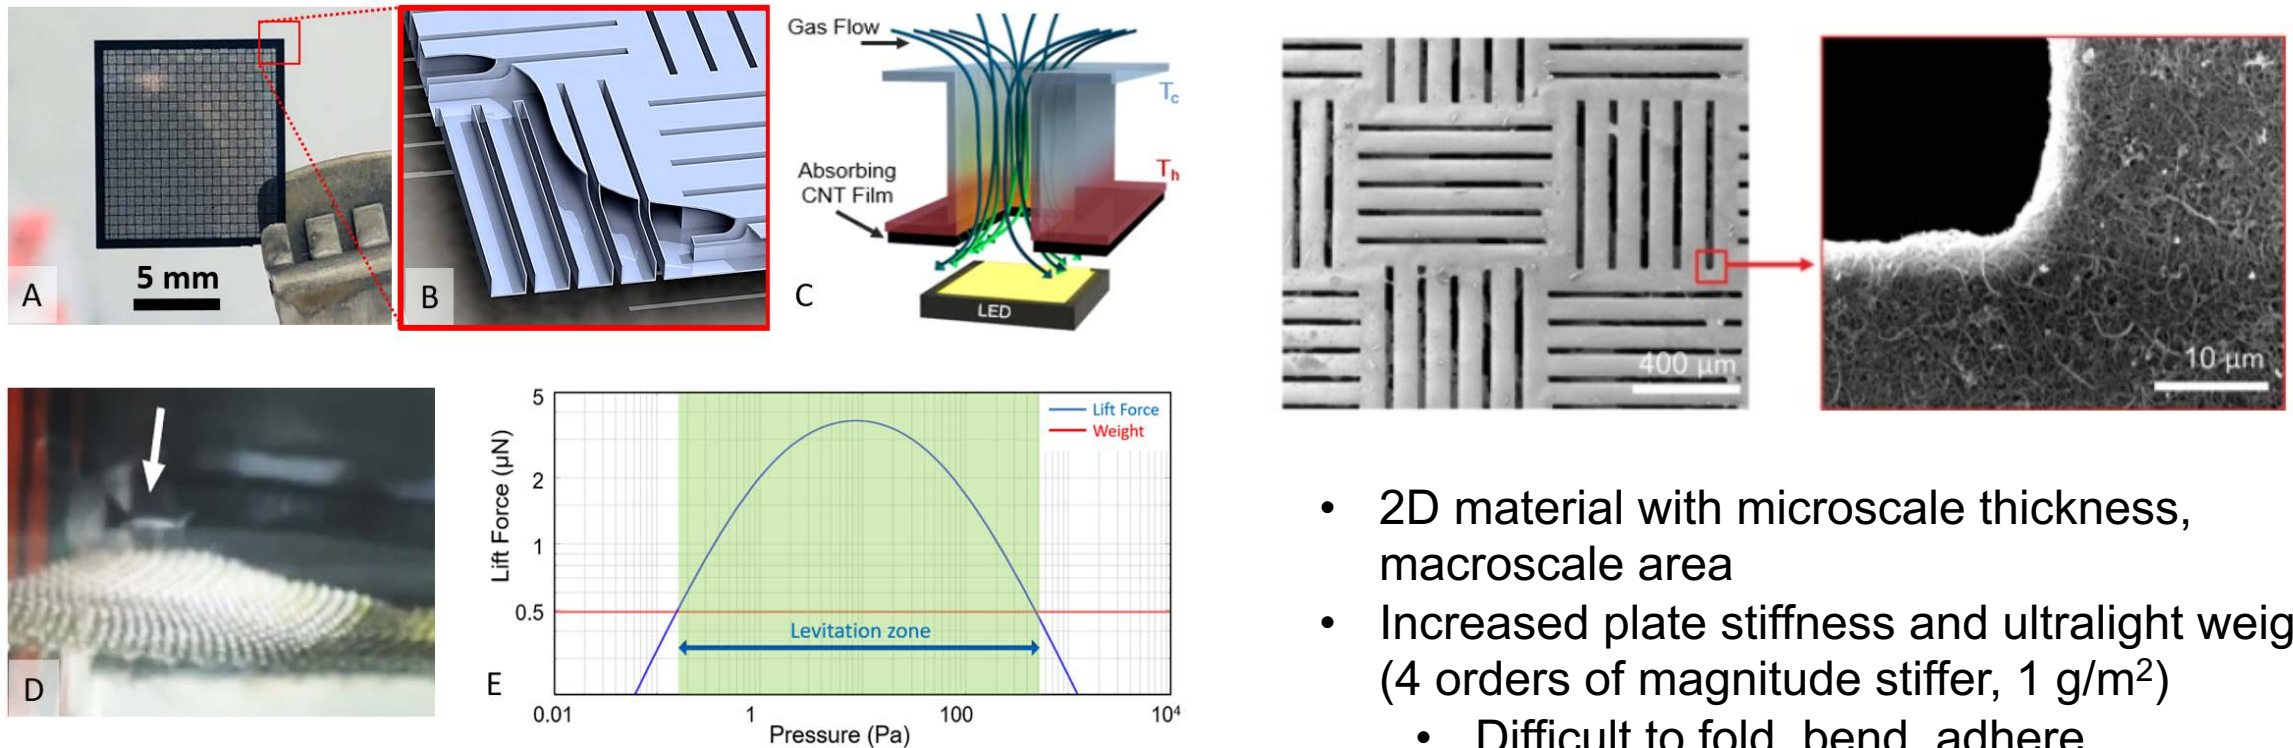 A
5 mm
B
C
Gas Flow
Tc
Absorbing
CNT Film
Th
LED
400 µm
10 µm
D
E
Lift Force (µN)
5
2
1
0.5
Lift Force
Weight
Levitation zone
0.01
1
100
10⁴
Pressure (Pa)
• 2D material with microscale thickness,
macroscale area
• Increased plate stiffness and ultralight weig
(4 orders of magnitude stiffer, 1 g/m²)
• Difficult to fold, bend, adhere